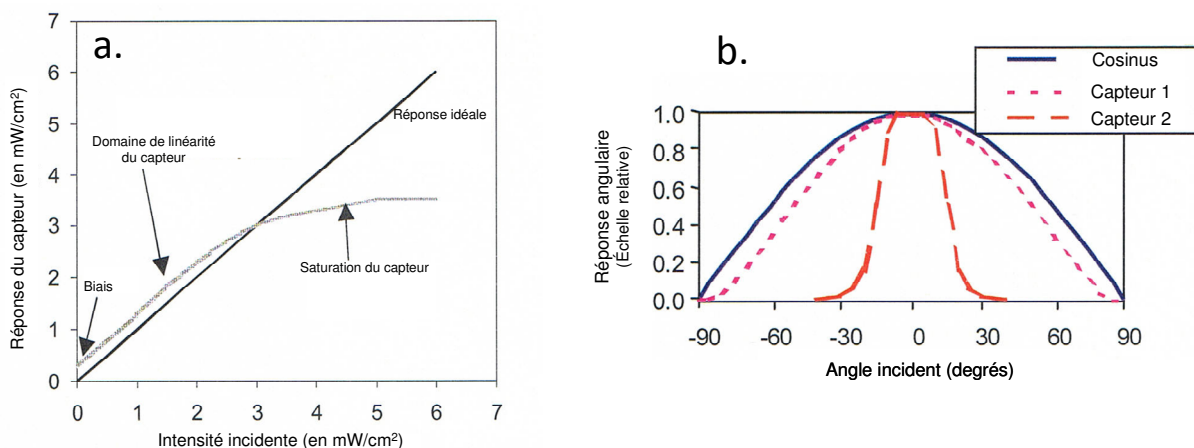 a.
7
6
5
4
3
2
1
0
Réponse du capteur (en mW/cm²)
Réponse idéale
Domaine de linéarité
du capteur
Saturation du capteur
Biais
0 1 2 3 4 5 6 7
Intensité incidente (en mW/cm²)
b.
Cosinus
Capteur 1
Capteur 2
1.0
0.8
0.6
0.4
0.2
0.0
Réponse angulaire
(Échelle relative)
-90 -60 -30 0 30 60 90
Angle incident (degrés)